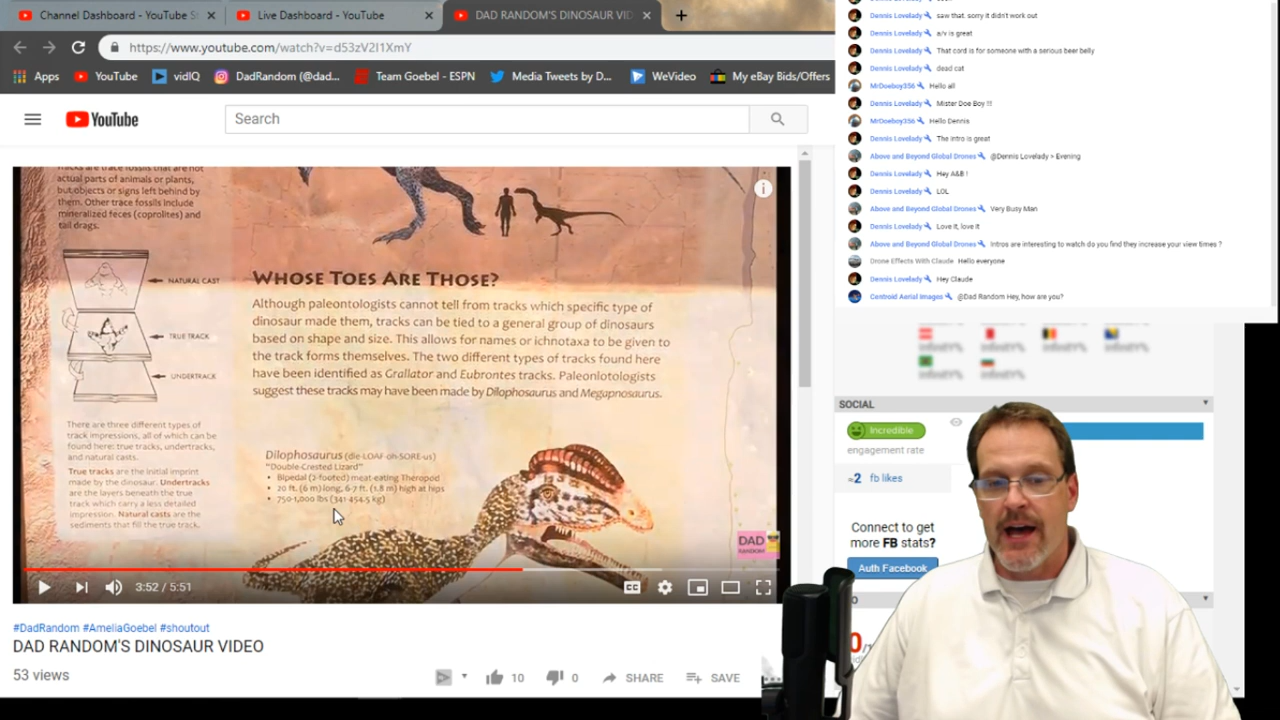 Channel Dashboard - YouTube S
Live Dashboard - YouTube
DAD RANDOM'S DINOSAUR VID
https://www.youtube.com/watch?v=d53zV2I1XmY
Apps
YouTube
vidIQ
DadRandom (@dad...
Team Goebel - ESPN
Media Tweets by D...
WeVideo
My eBay Bids/Offers
YouTube
Search
Tracks are trace fossils that are not
actual parts of animals or plants,
but objects or signs left behind by
them. Other trace fossils include
mineralized feces (coprolites) and
tail drags.
NATURAL CAST
TRUE TRACK
UNDERTRACK
WHOSE TOES ARE THESE?
Although paleontologists cannot tell from tracks which specific type of
dinosaur made them, tracks can be tied to a general group of dinosaurs
based on shape and size. This allows for names or ichnotaxa to be given to
the track forms themselves. The two different types of tracks found here
have been identified as Grallator and Eubrontes tracks. Paleonlotologists
suggest these tracks may have been made by Dilophosaurus and Megapnosaurus.
There are three different types of
track impressions, all of which can be
found here: true tracks, undertracks,
and natural casts.
True tracks are the initial imprint
made by the dinosaur. Undertracks
are the layers beneath the true
track which carry a less detailed
impression. Natural casts are the
sediments that fill the true track.
Dilophosaurus (die-LOAF-oh-SORE-us)
"Double-Crested Lizard"
• Bipedal (2-footed) meat-eating Theropod
• 20 ft. (6 m) long, 6-7 ft. (1.8 m) high at hips
• 750-1,000 lbs (341-454.5 kg)
DAD
RANDOM
3:52 / 5:51
CC
#DadRandom #AmeliaGoebel #shoutout
DAD RANDOM'S DINOSAUR VIDEO
53 views
10
0
SHARE
SAVE
Dennis Lovelady saw that. sorry it didn't work out
Dennis Lovelady a/v is great
Dennis Lovelady That cord is for someone with a serious beer belly
Dennis Lovelady dead cat
MrDoeboy356 Hello all
Dennis Lovelady Mister Doe Boy !!!
MrDoeboy356 Hello Dennis
Dennis Lovelady The intro is great
Above and Beyond Global Drones @Dennis Lovelady > Evening
Dennis Lovelady Hey A&B !
Dennis Lovelady LOL
Above and Beyond Global Drones Very Busy Man
Dennis Lovelady Love it, love it
Above and Beyond Global Drones Intros are interesting to watch do you find they increase your view times ?
Drone Effects With Claude Hello everyone
Dennis Lovelady Hey Claude
Centroid Aerial Images @Dad Random Hey, how are you?
SOCIAL
Incredible
engagement rate
2 fb likes
Connect to get
more FB stats?
Auth Facebook